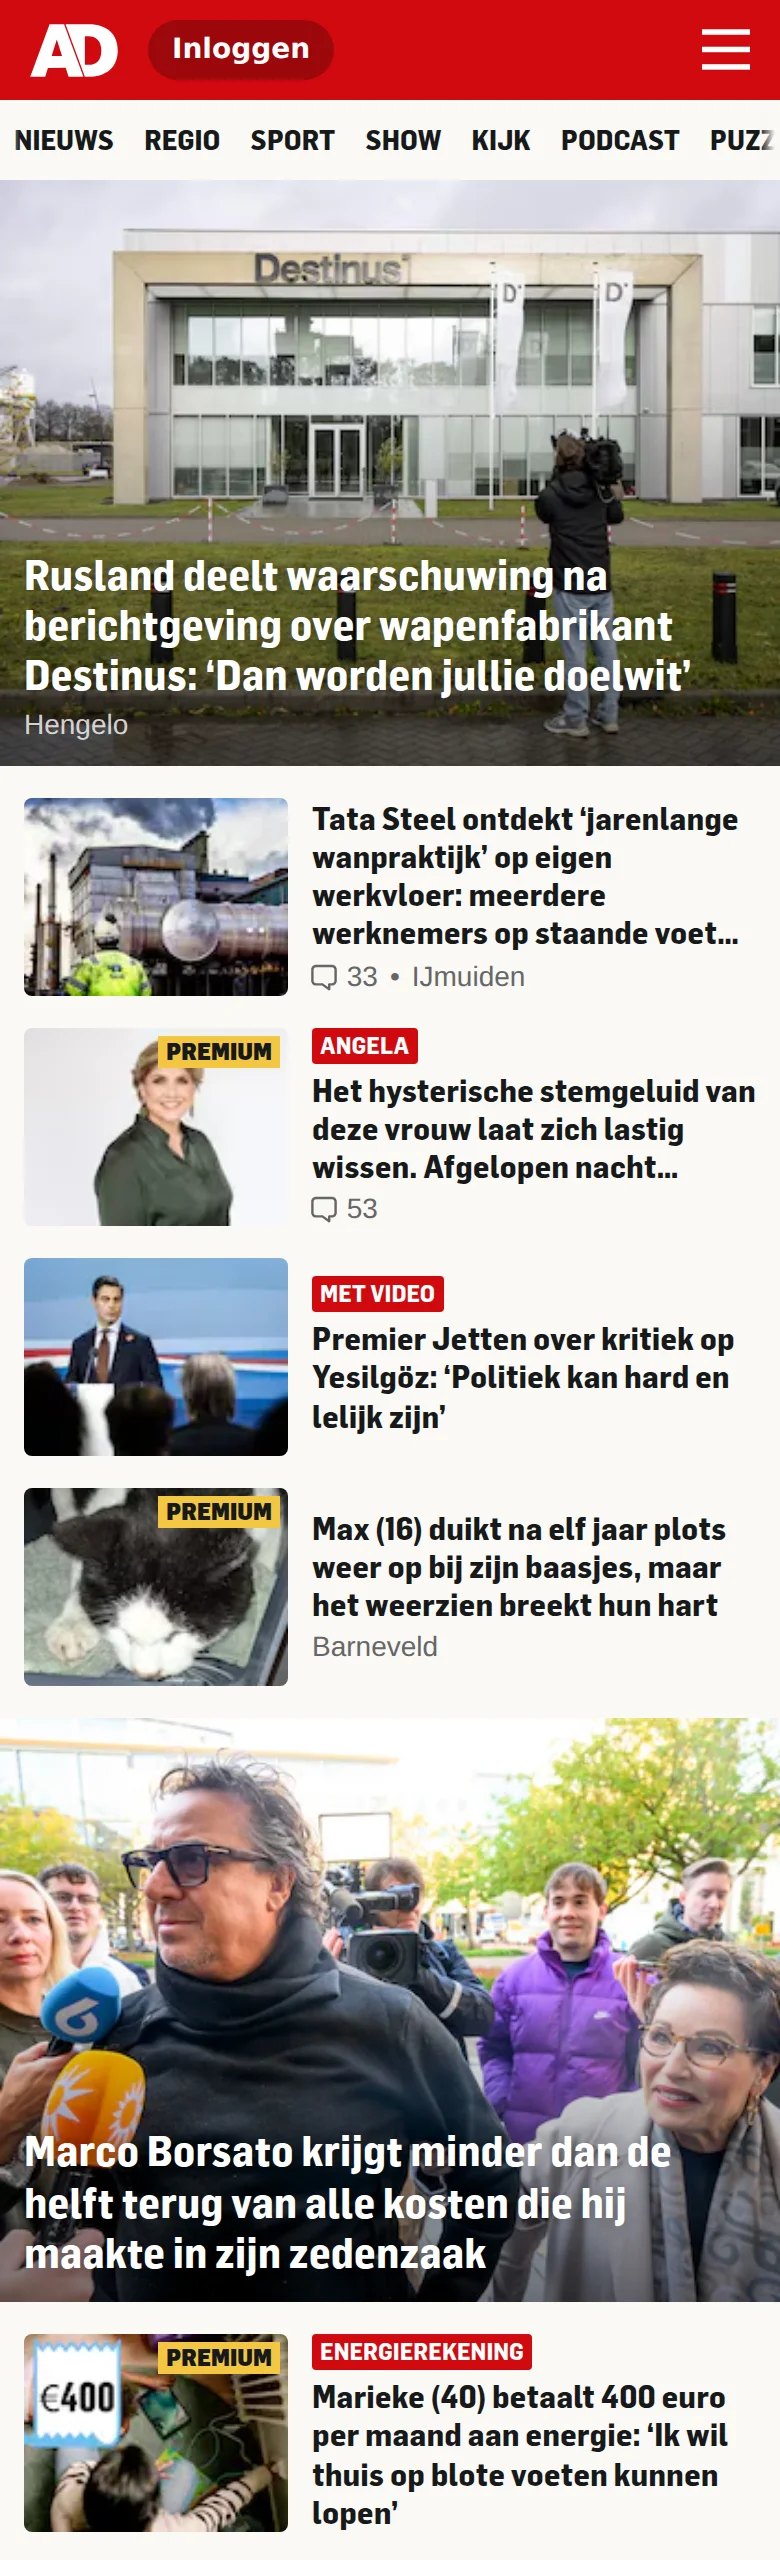 AD
Inloggen
NIEUWS REGIO SPORT SHOW KIJK PODCAST PUZZ
Destinus
D
D
Rusland deelt waarschuwing na
berichtgeving over wapenfabrikant
Destinus: ‘Dan worden jullie doelwit’
Hengelo
Tata Steel ontdekt ‘jarenlange
wanpraktijk’ op eigen
werkvloer: meerdere
werknemers op staande voet...
33 • IJmuiden
PREMIUM
ANGELA
Het hysterische stemgeluid van
deze vrouw laat zich lastig
wissen. Afgelopen nacht...
53
MET VIDEO
Premier Jetten over kritiek op
Yesilgöz: ‘Politiek kan hard en
lelijk zijn’
PREMIUM
Max (16) duikt na elf jaar plots
weer op bij zijn baasjes, maar
het weerzien breekt hun hart
Barneveld
6
Marco Borsato krijgt minder dan de
helft terug van alle kosten die hij
maakte in zijn zedenzaak
PREMIUM
€400
ENERGIEREKENING
Marieke (40) betaalt 400 euro
per maand aan energie: ‘Ik wil
thuis op blote voeten kunnen
lopen’